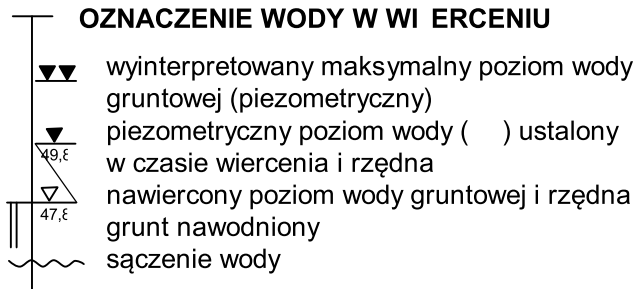 OZNACZENIE WODY W WI ERCENIU
wyinterpretowany maksymalny poziom wody
gruntowej (piezometryczny)
piezometryczny poziom wody ( ) ustalony
49,8
w czasie wiercenia i rzędna
nawiercony poziom wody gruntowej i rzędna
47,8
grunt nawodniony
sączenie wody